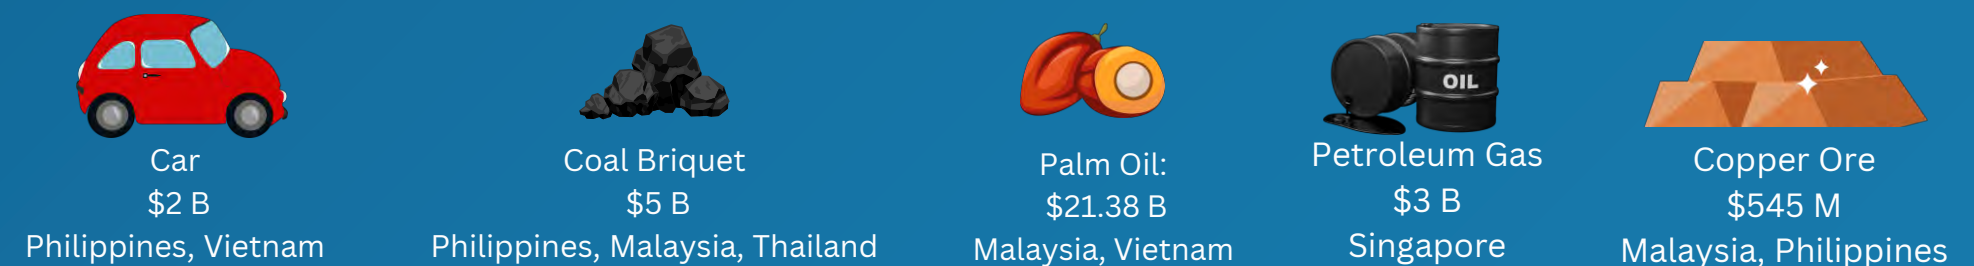 Car
$2 B
Philippines, Vietnam
Coal Briquet
$5 B
Philippines, Malaysia, Thailand
Palm Oil:
$21.38 B
Malaysia, Vietnam
OIL
Petroleum Gas
$3 B
Singapore
Copper Ore
$545 M
Malaysia, Philippines